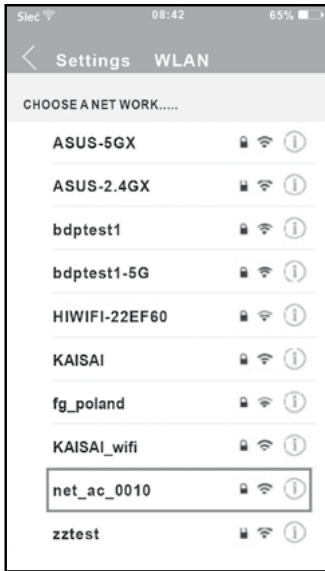 Sieć 08:42 65%
Settings WLAN
CHOOSE A NET WORK.....
ASUS-5GX
ASUS-2.4GX
bdptest1
bdptest1-5G
HIWIFI-22EF60
KAISAI
fg_poland
KAISAI_wifi
net_ac_0010
zztest